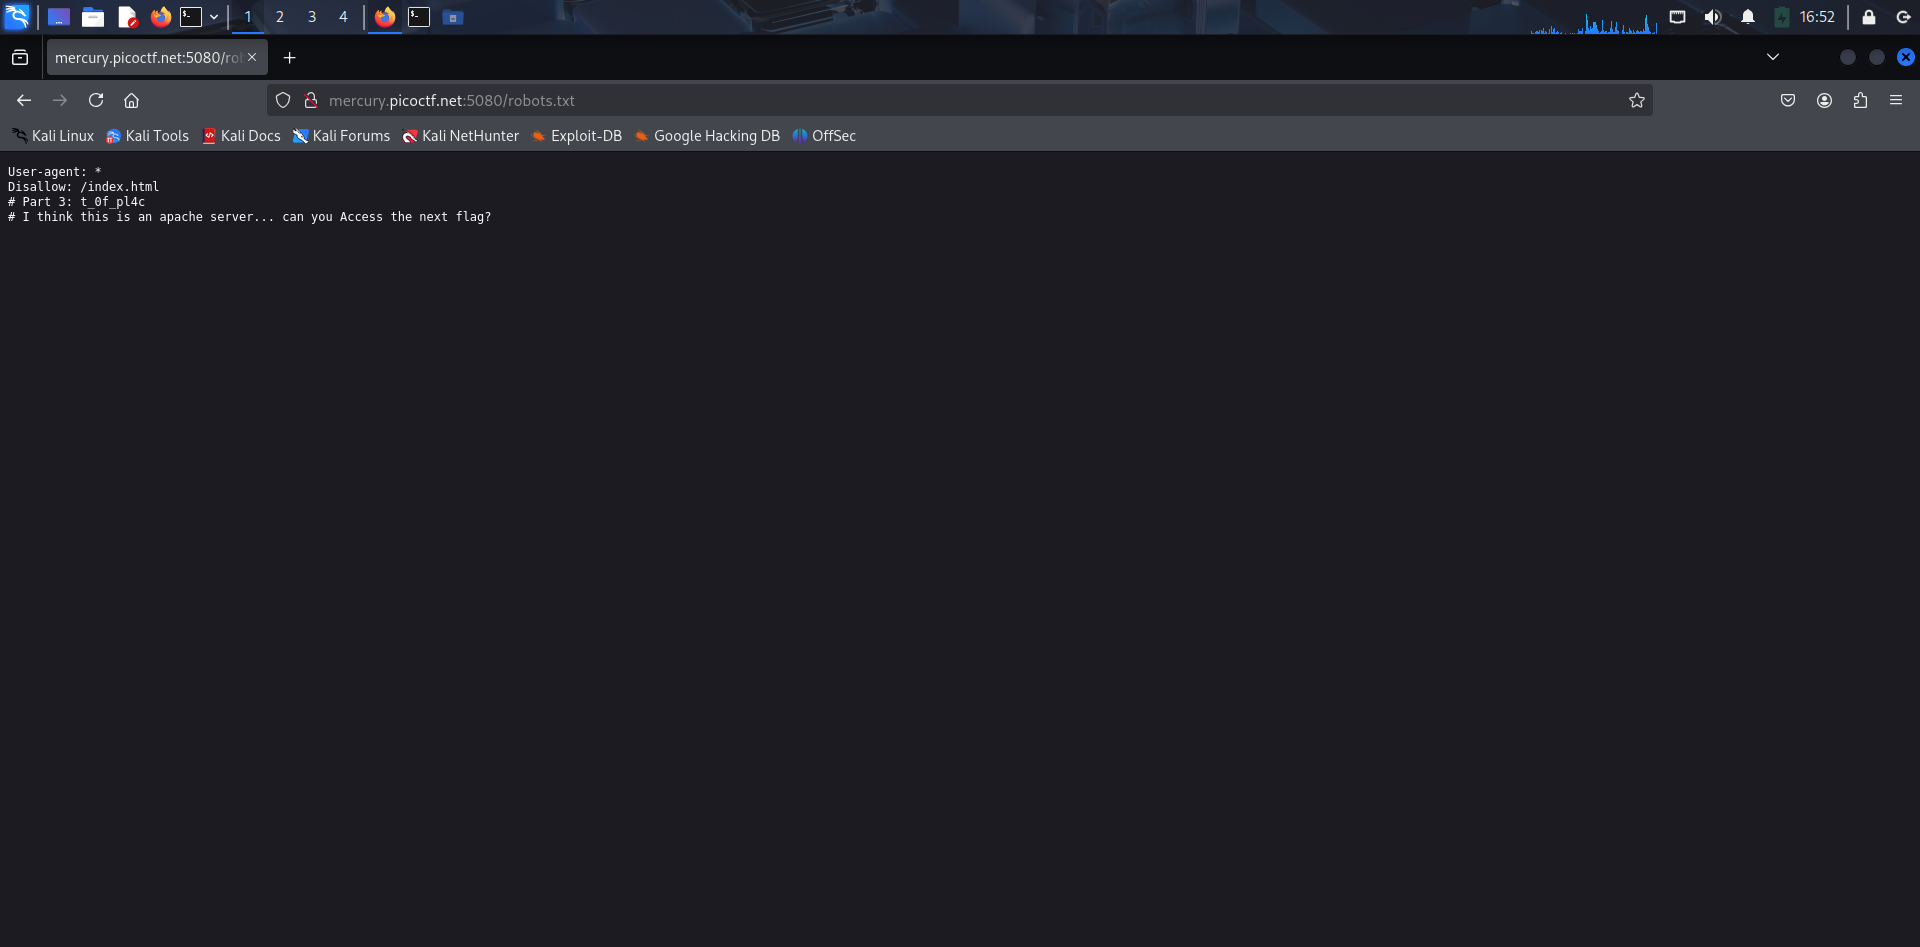 1 2 3 4
16:52
mercury.picoctf.net:5080/rob
mercury.picoctf.net:5080/robots.txt
Kali Linux Kali Tools Kali Docs Kali Forums Kali NetHunter Exploit-DB Google Hacking DB OffSec
User-agent: *
Disallow: /index.html
# Part 3: t_0f_pl4c
# I think this is an apache server... can you Access the next flag?